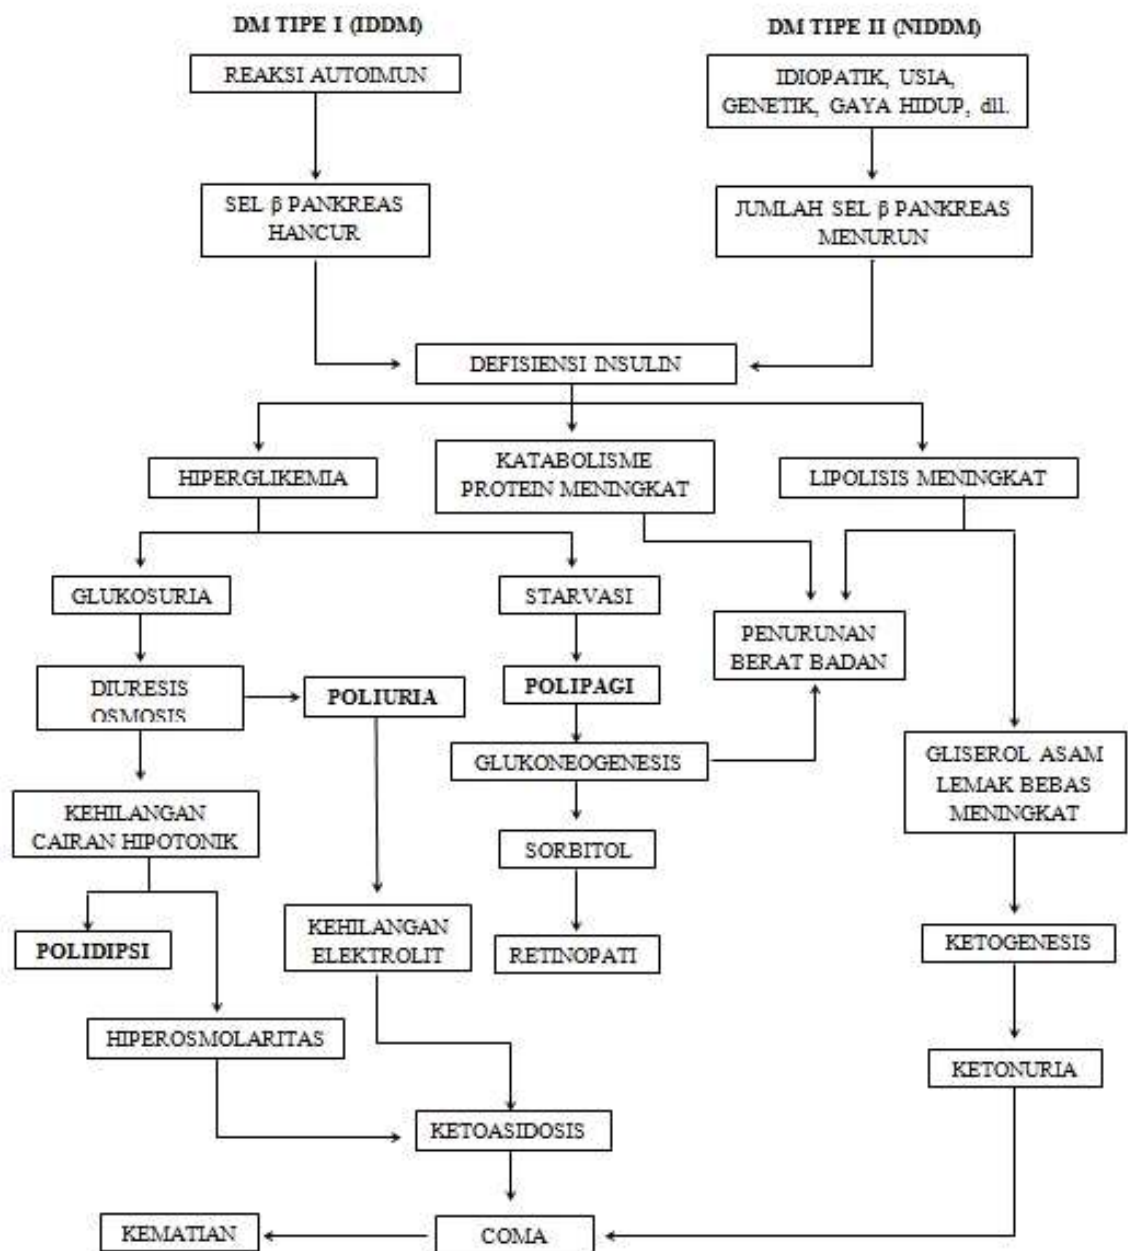 DM TIPE I (IDDM)
DM TIPE II (NIDDM)
REAKSI AUTOIMUN
IDIOPATIK, USIA,
GENETIK, GAYA HIDUP, dll.
SEL β PANKREAS
HANCUR
JUMLAH SEL β PANKREAS
MENURUN
DEFISIENSI INSULIN
HIPERGLIKEMIA
KATABOLISME
PROTEIN MENINGKAT
LIPOLISIS MENINGKAT
GLUKOSURIA
STARVASI
PENURUNAN
BERAT BADAN
DIURESIS
OSMOSIS
POLIURIA
POLIPAGI
GLUKONEOGENESIS
GLISEROL ASAM
LEMAK BEBAS
MENINGKAT
KEHILANGAN
CAIRAN HIPOTONIK
SORBITOL
POLIDIPSI
KEHILANGAN
ELEKTROLIT
RETINOPATI
KETOGENESIS
HIPEROSMOLARITAS
KETONURIA
KETOASIDOSIS
KEMATIAN
COMA